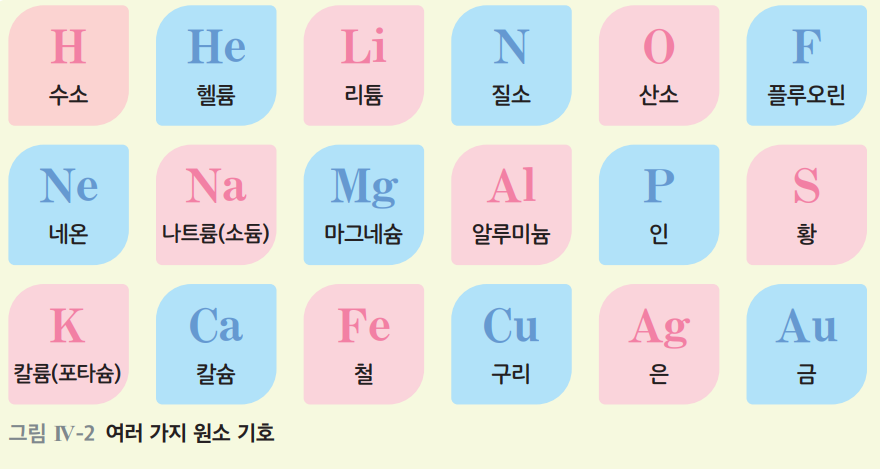 H He Li N O F
수소 헬륨 리튬 질소 산소 플루오린
Ne Na Mg Al P S
네온 나트륨(소듐) 마그네슘 알루미늄 인 황
K Ca Fe Cu Ag Au
칼륨(포타슘) 칼슘 철 구리 은 금
그림 Ⅳ-2 여러 가지 원소 기호